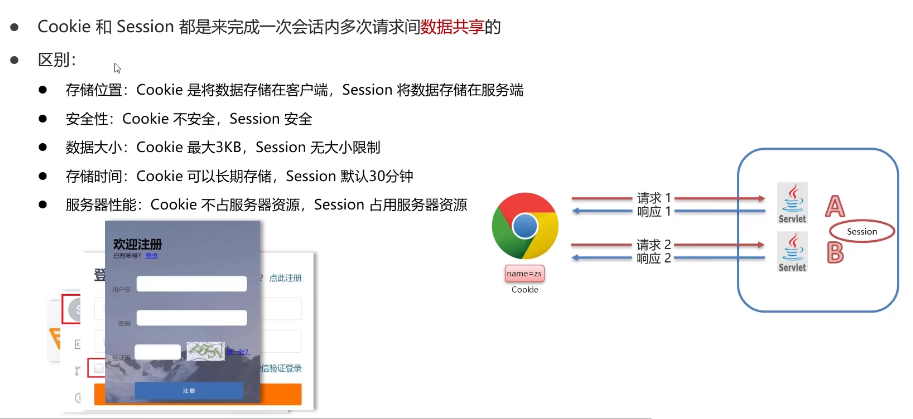 Cookie 和 Session 都是来完成一次会话内多次请求间数据共享的
区别：
存储位置：Cookie 是将数据存储在客户端，Session 将数据存储在服务端
安全性：Cookie 不安全，Session 安全
数据大小：Cookie 最大3KB，Session 无大小限制
存储时间：Cookie 可以长期存储，Session 默认30分钟
服务器性能：Cookie 不占服务器资源，Session 占用服务器资源
请求 1
响应 1
请求 2
响应 2
Servlet
A
Session
Servlet
B
name=zs
Cookie
欢迎注册
已有帐号？ 登录
用户名
密码
验证码
注 册
登
? 点此注册
信验证登录